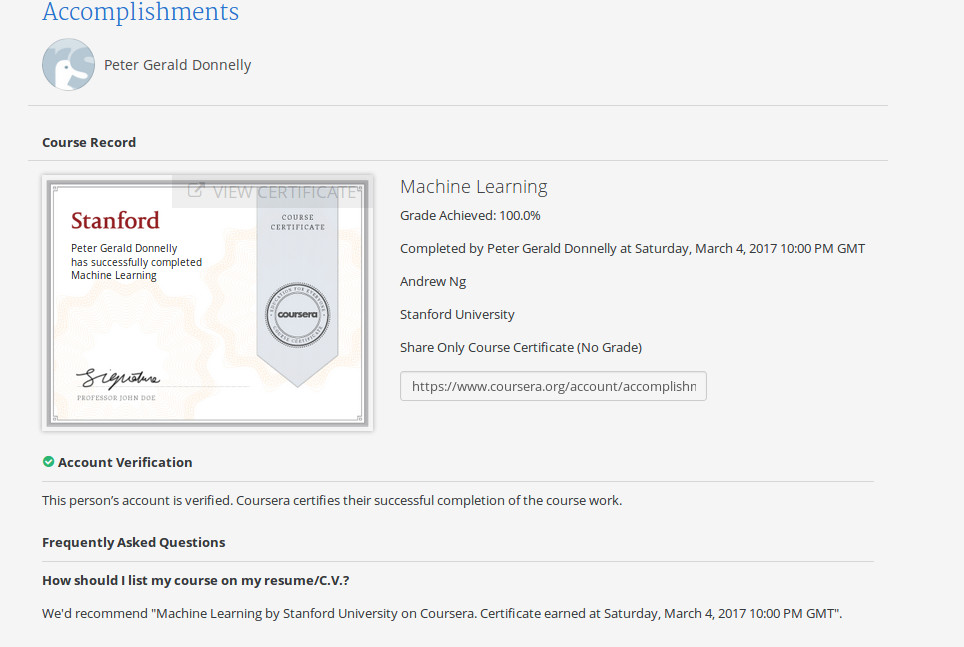 Accomplishments
Peter Gerald Donnelly
Course Record
VIEW CERTIFICATE
Stanford
Peter Gerald Donnelly
has successfully completed
Machine Learning
COURSE
CERTIFICATE
EDUCATION FOR EVERYONE
coursera
COURSE CERTIFICATE
Signature
PROFESSOR JOHN DOE
Machine Learning
Grade Achieved: 100.0%
Completed by Peter Gerald Donnelly at Saturday, March 4, 2017 10:00 PM GMT
Andrew Ng
Stanford University
Share Only Course Certificate (No Grade)
https://www.coursera.org/account/accomplishm
Account Verification
This person's account is verified. Coursera certifies their successful completion of the course work.
Frequently Asked Questions
How should I list my course on my resume/C.V.?
We'd recommend "Machine Learning by Stanford University on Coursera. Certificate earned at Saturday, March 4, 2017 10:00 PM GMT".